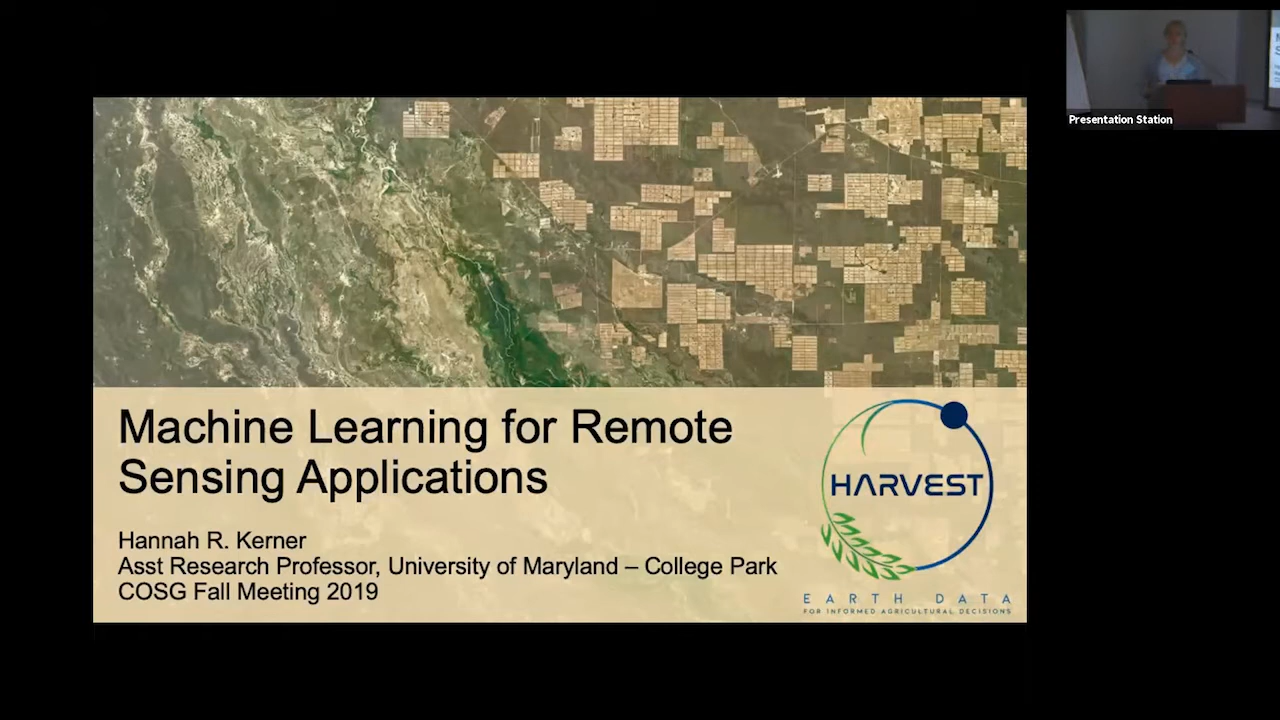 Machine Learning for Remote
Sensing Applications
Hannah R. Kerner
Asst Research Professor, University of Maryland – College Park
COSG Fall Meeting 2019
HARVEST
EARTH DATA
FOR INFORMED AGRICULTURAL DECISIONS
Presentation Station